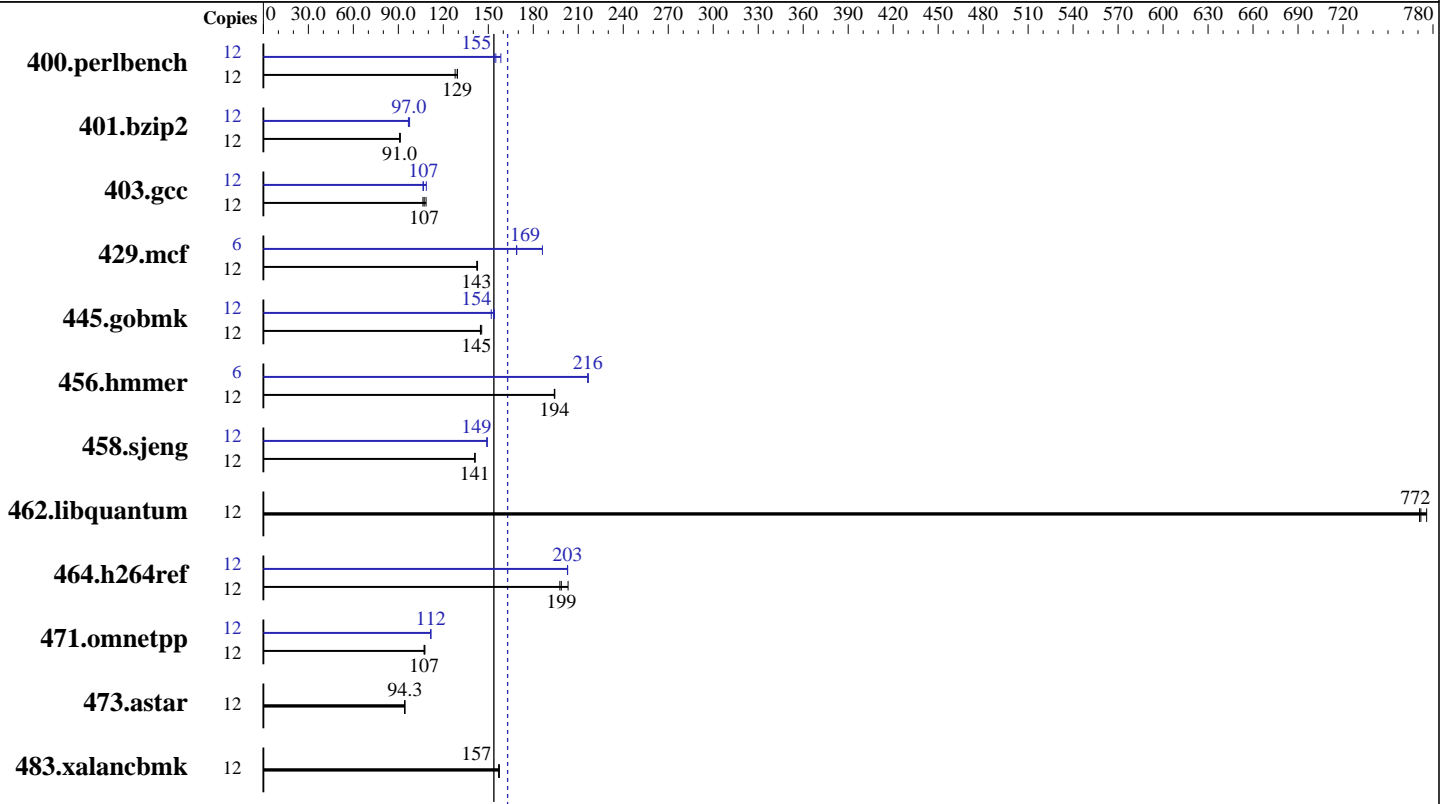 Copies 0 30.0 60.0 90.0 120 150 180 210 240 270 300 330 360 390 420 450 480 510 540 570 600 630 660 690 720 780
400.perlbench 12 155
12 129
401.bzip2 12 97.0
12 91.0
403.gcc 12 107
12 107
429.mcf 6 169
12 143
445.gobmk 12 154
12 145
456.hmmer 6 216
12 194
458.sjeng 12 149
12 141
462.libquantum 12 772
464.h264ref 12 203
12 199
471.omnetpp 12 112
12 107
473.astar 12 94.3
483.xalancbmk 12 157